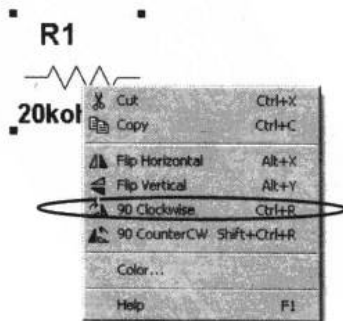 R1
20koh
Cut Ctrl+X
Copy Ctrl+C
Flip Horizontal Alt+X
Flip Vertical Alt+Y
90 Clockwise Ctrl+R
90 CounterCW Shift+Ctrl+R
Color...
Help F1